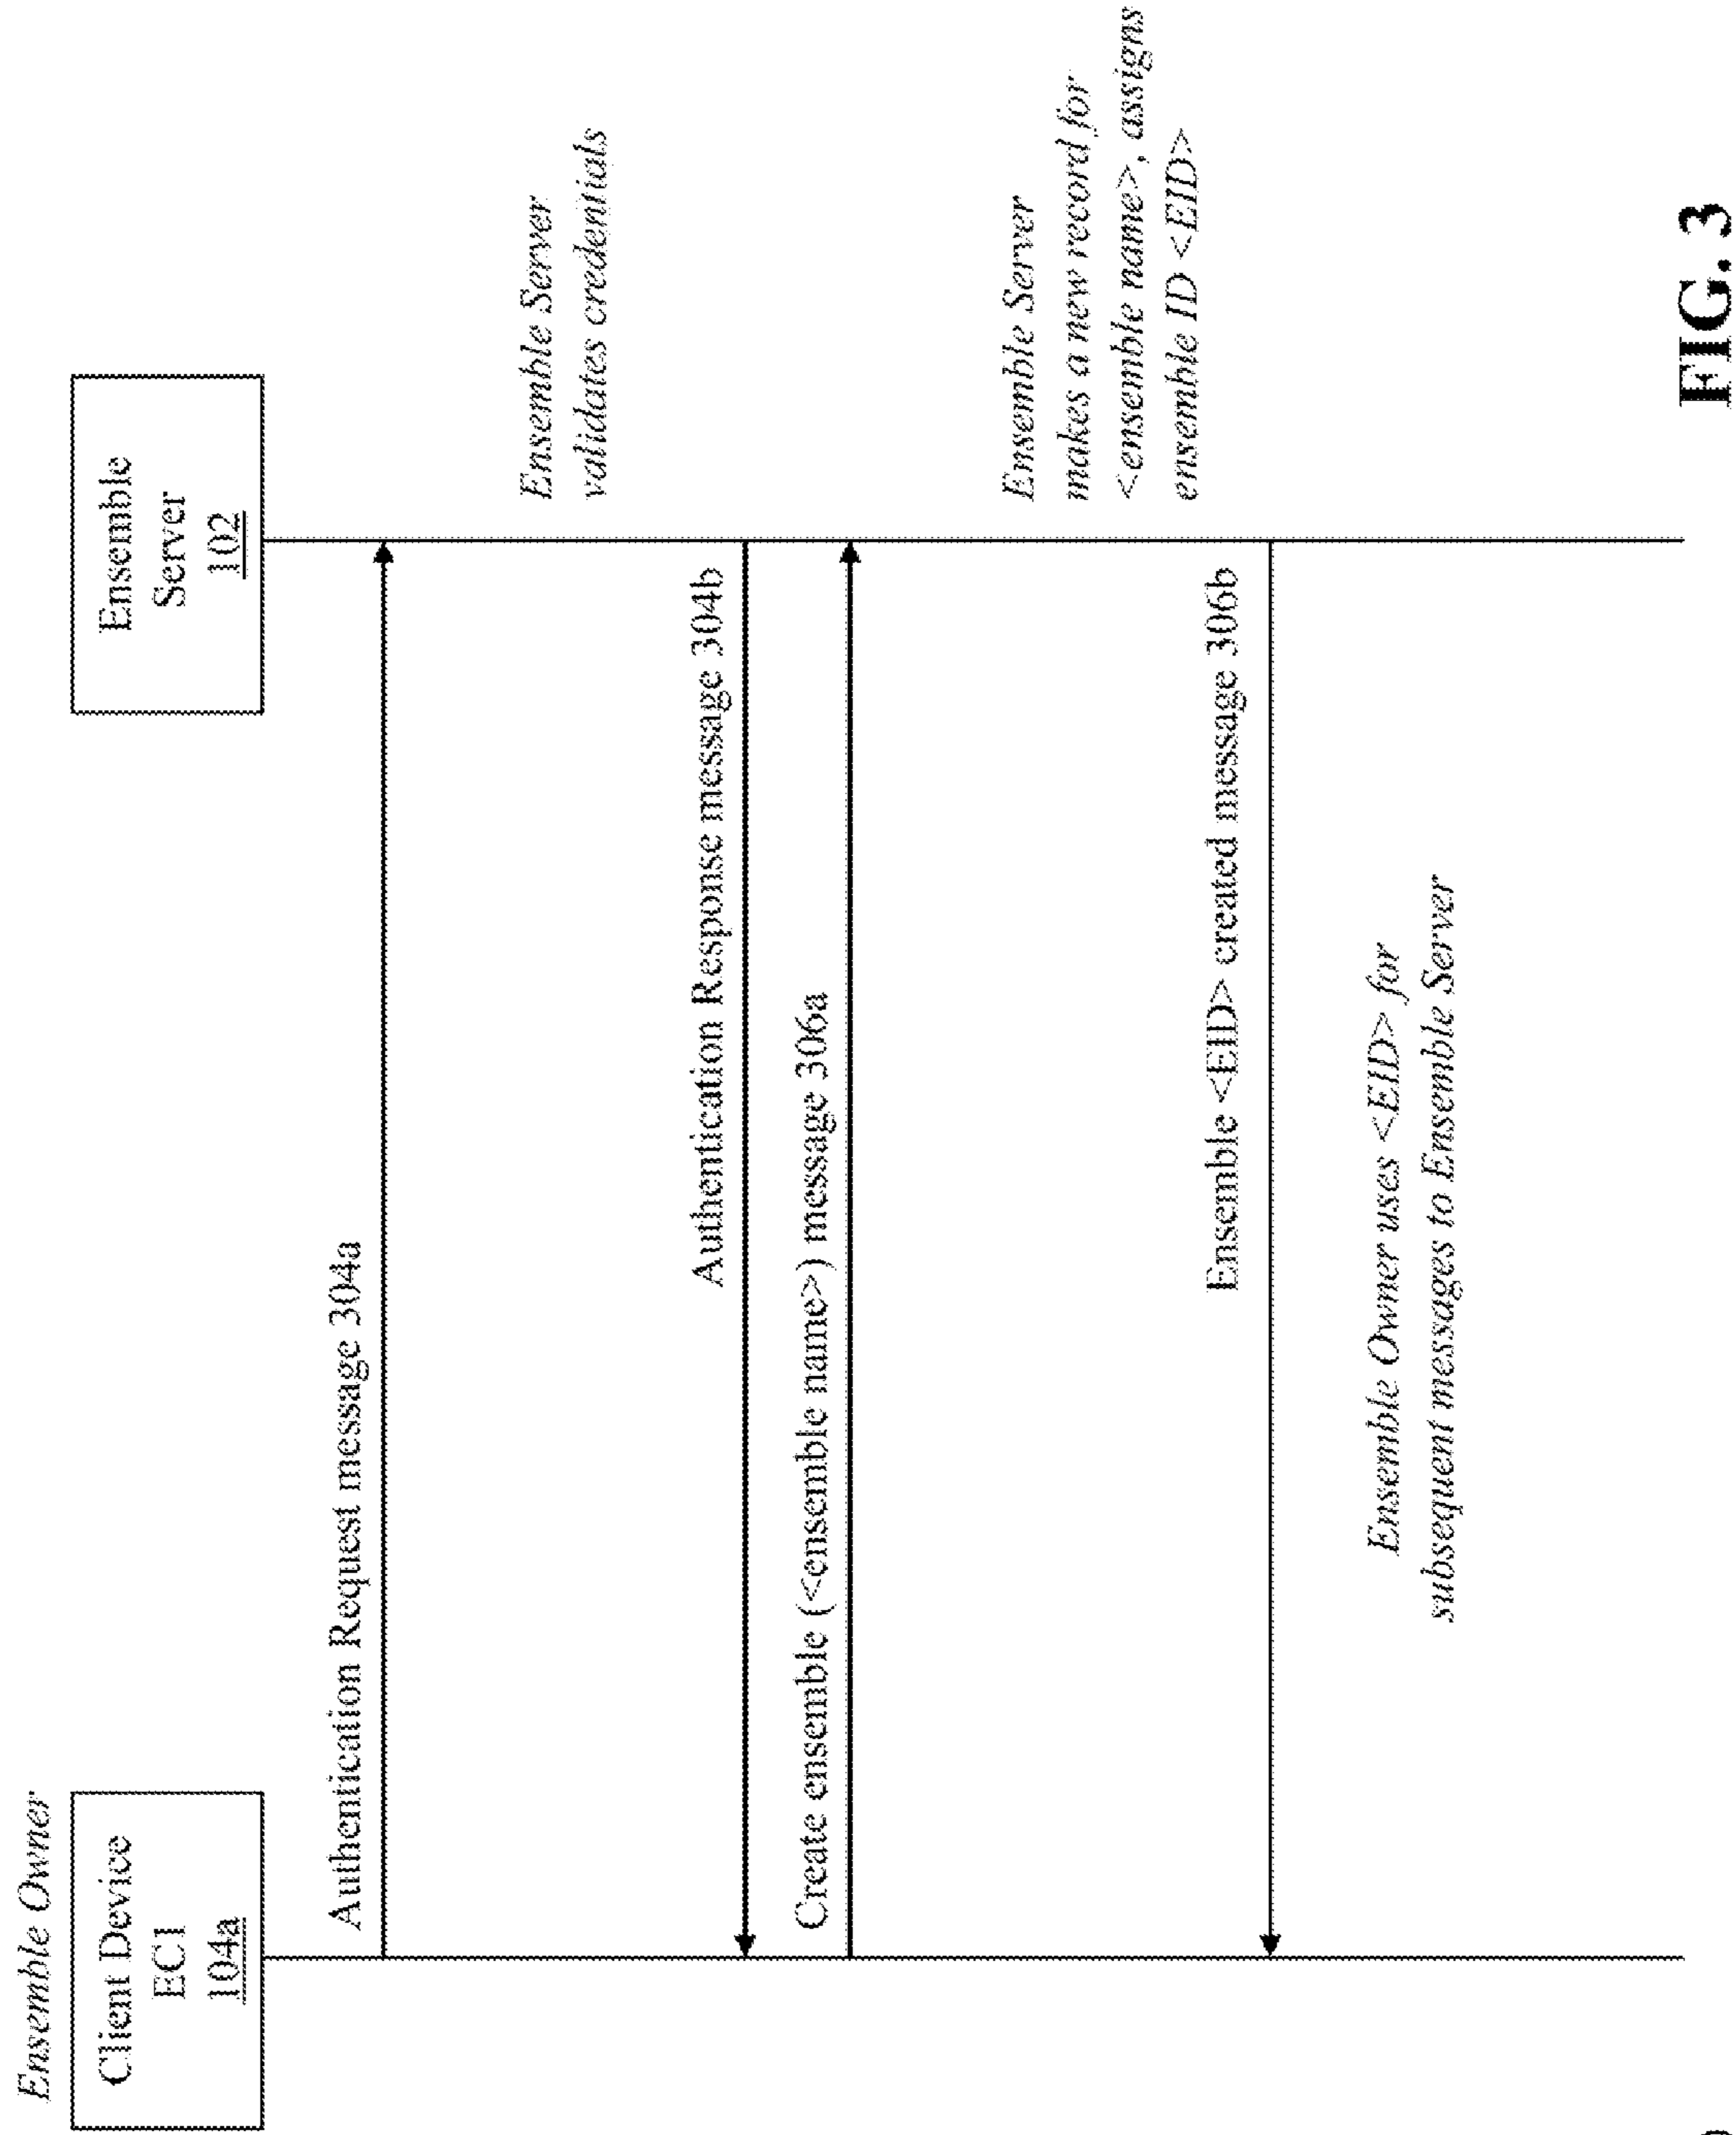 Ensemble Owner
Client Device
EC1
104a
Ensemble
Server
102
Authentication Request message 304a
Ensemble Server
validates credentials
Authentication Response message 304b
Create ensemble (<ensemble name>) message 306a
Ensemble Server
makes a new record for
<ensemble name>, assigns
ensemble ID <EID>
Ensemble <EID> created message 306b
Ensemble Owner uses <EID> for
subsequent messages to Ensemble Server
FIG. 3